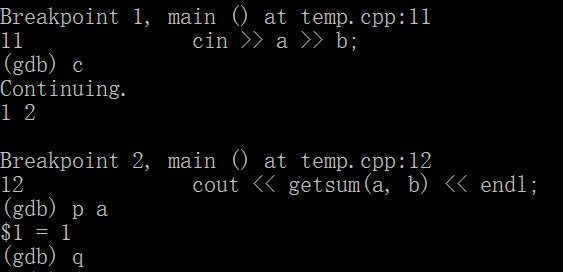 Breakpoint 1, main () at temp.cpp:11
11              cin >> a >> b;
(gdb) c
Continuing.
1 2
Breakpoint 2, main () at temp.cpp:12
12              cout << getsum(a, b) << endl;
(gdb) p a
$1 = 1
(gdb) q